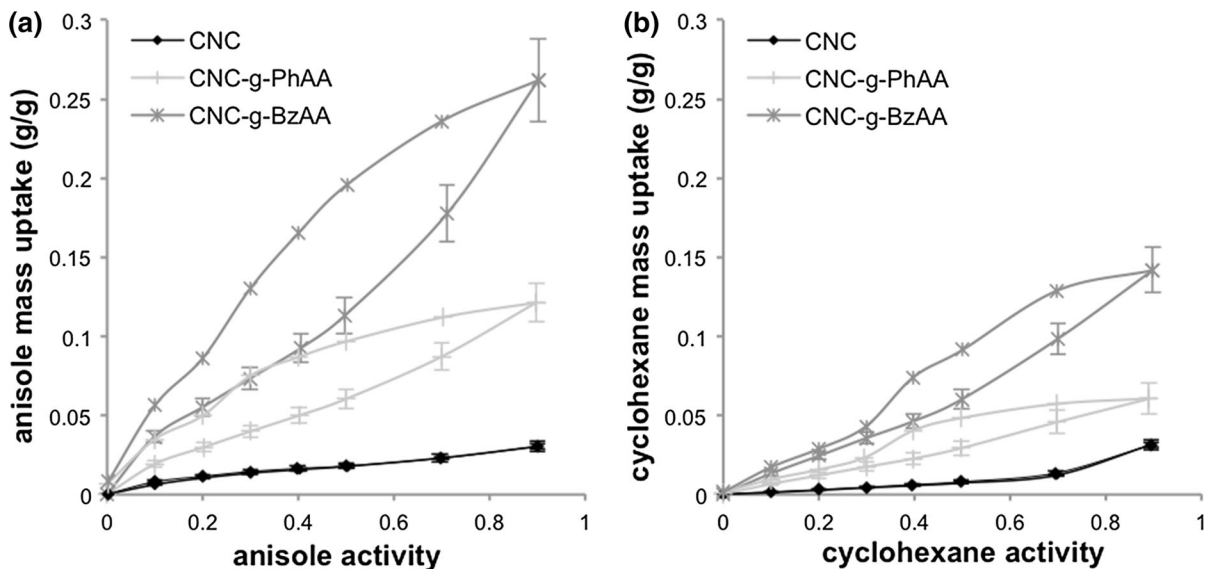 (a)
anisole mass uptake (g/g)
0.3
0.25
0.2
0.15
0.1
0.05
0
CNC
CNC-g-PhAA
CNC-g-BzAA
0 0.2 0.4 0.6 0.8 1
anisole activity
(b)
cyclohexane mass uptake (g/g)
0.3
0.25
0.2
0.15
0.1
0.05
0
CNC
CNC-g-PhAA
CNC-g-BzAA
0 0.2 0.4 0.6 0.8 1
cyclohexane activity